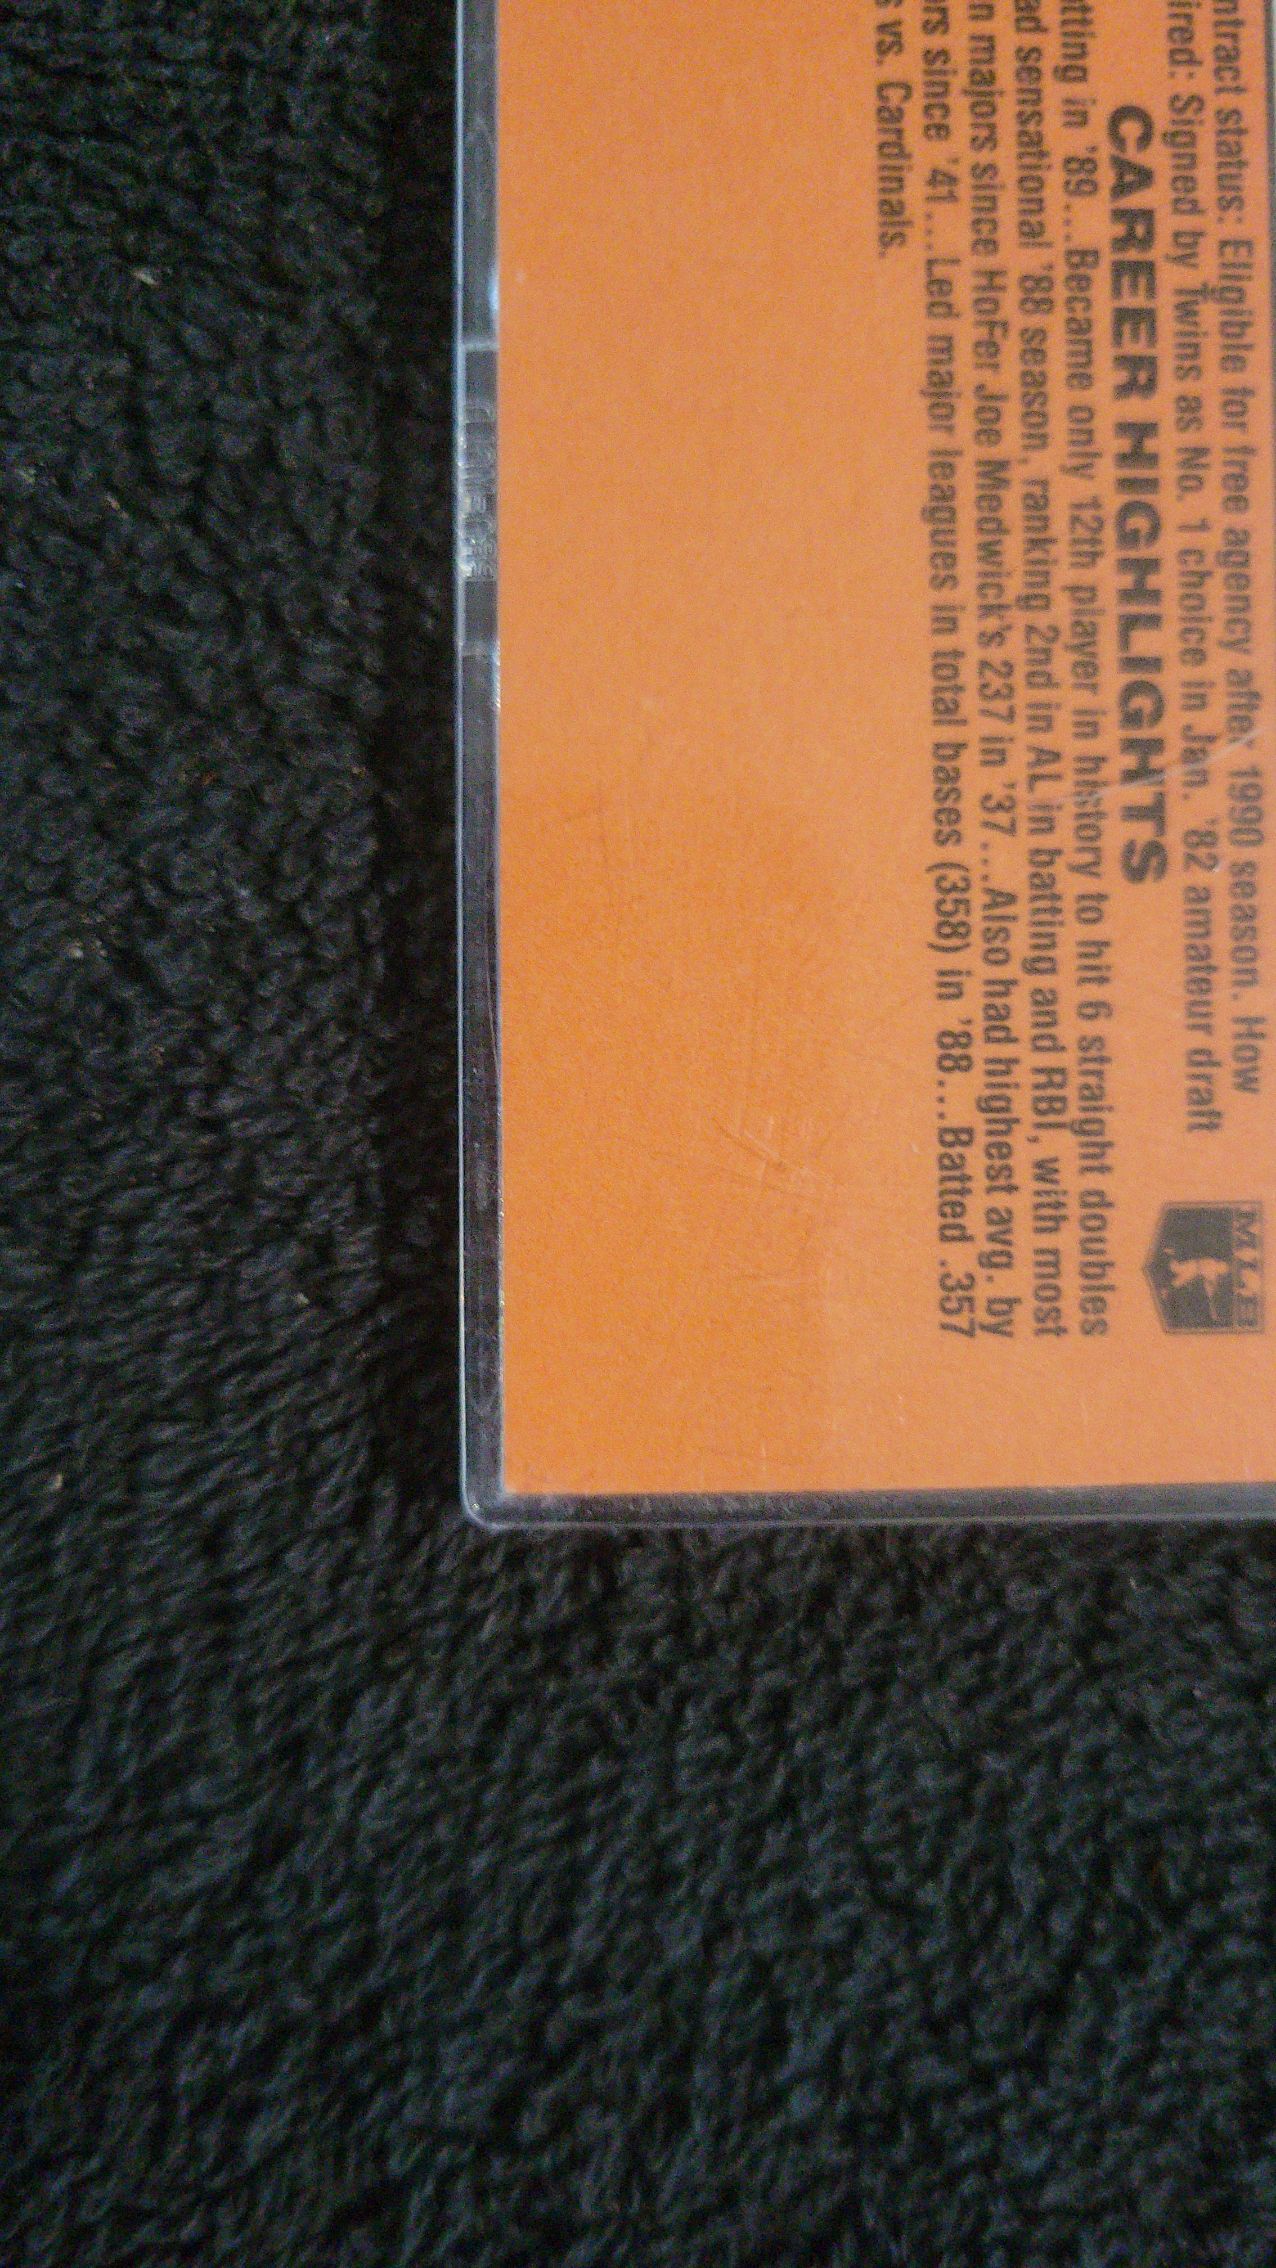 ntract status: Eligible for free agency after 1990 season. How
ired: Signed by Twins as No. 1 choice in Jan. '82 amateur draft
CAREER HIGHLIGHTS
tting in '89...Became only 12th player in history to hit 6 straight doubles
ad sensational '88 season, ranking 2nd in AL in batting and RBI, with most
n majors since HoFer Joe Medwick's 237 in '37...Also had highest avg. by
ers since '41...Led major leagues in total bases (358) in '88...Batted .357
s vs. Cardinals.
MLB